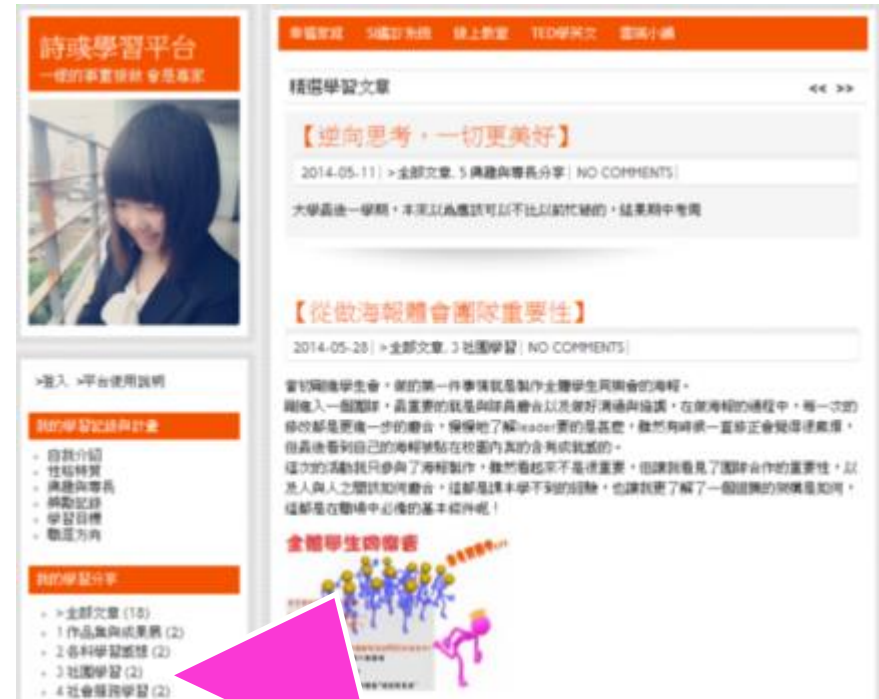 詩彧學習平台
一樣的事重複做 會是專家
幸福家庭 線上教室 TED學英文 雲端小鋪
精選學習文章 << >>
【逆向思考，一切更美好】
2014-05-11| >全部文章, 5 興趣與專長分享| NO COMMENTS|
大學最後一學期，本來以為應該可以不比以前忙碌的，結果期中考周
【從做海報體會團隊重要性】
2014-05-28| >全部文章, 3 社團學習| NO COMMENTS|
當初剛進學生會，做的第一件事情就是製作全體學生同樂會的海報。
剛進入一個團隊，最重要的就是與隊員磨合以及做好溝通與協調，在做海報的過程中，每一次的
修改都是更進一步的磨合，慢慢地了解leader要的是甚麼，雖然有時候一直修正會覺得很麻煩，
但最後看到自己的海報被貼在校園內真的含有成就感的。
這次的活動我只參與了海報製作，雖然看起來不是很重要，但讓我看見了團隊合作的重要性，以
及人與人之間該如何磨合，這都是課本學不到的經驗，也讓我更了解了一個組織的架構是如何，
這都是在職場中必備的基本條件呢！
全體學生同樂會
>登入 >平台使用說明
我的學習記錄與計畫
自我介紹
性格特質
興趣與專長
獎勵記錄
學習目標
職涯方向
我的學習分享
>全部文章 (18)
1 作品集與成果展 (2)
2 各科學習感想 (2)
3 社團學習 (2)
4 社會服務學習 (2)